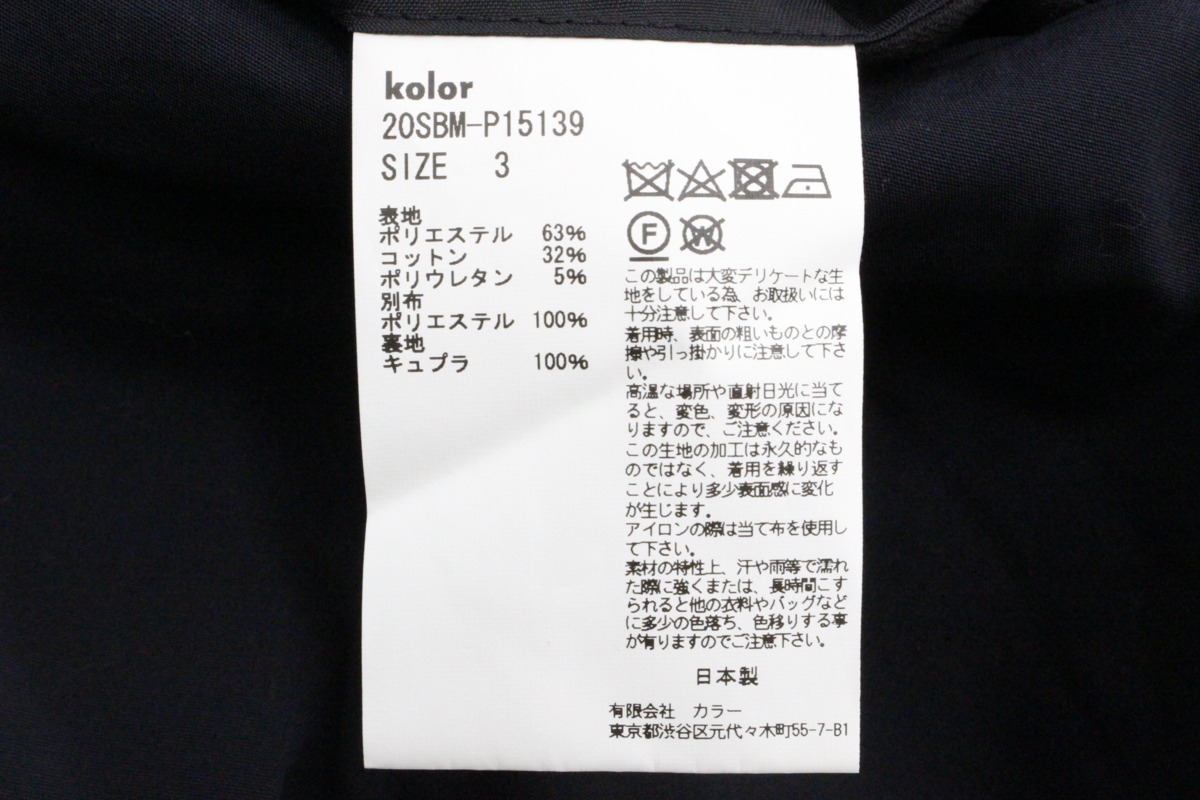 kolor
20SBM-P15139
SIZE 3
表地
ポリエステル 63%
コットン 32%
ポリウレタン 5%
別布
ポリエステル 100%
裏地
キュプラ 100%
F
W
この製品は大変デリケートな生
地をしている為、お取扱いには
十分注意して下さい。
着用時、表面の粗いものとの摩
擦や引っ掛かりに注意して下さ
い。
高温な場所や直射日光に当て
ると、変色、変形の原因にな
りますので、ご注意ください。
この生地の加工は永久的なも
のではなく、着用を繰り返す
ことにより多少表面感に変化
が生じます。
アイロンの際は当て布を使用し
て下さい。
素材の特性上、汗や雨等で濡れ
た際に強くまたは、長時間こす
られると他の衣料やバッグなど
に多少の色落ち、色移りする事
が有りますのでご注意下さい。
日本製
有限会社 カラー
東京都渋谷区元代々木町55-7-B1